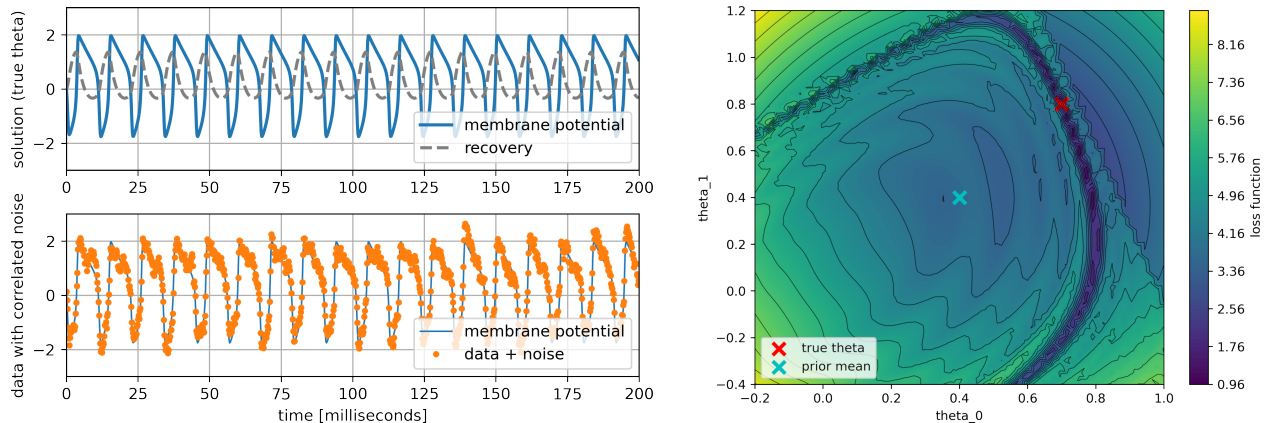 solution (true theta)
2
0
−2
membrane potential
recovery
0 25 50 75 100 125 150 175 200
data with correlated noise
2
0
−2
membrane potential
data + noise
0 25 50 75 100 125 150 175 200
time [milliseconds]
theta_1
1.2
1.0
0.8
0.6
0.4
0.2
0.0
−0.2
−0.4
true theta
prior mean
−0.2 0.0 0.2 0.4 0.6 0.8 1.0
theta_0
8.16
7.36
6.56
5.76
4.96
4.16
3.36
2.56
1.76
0.96
loss function